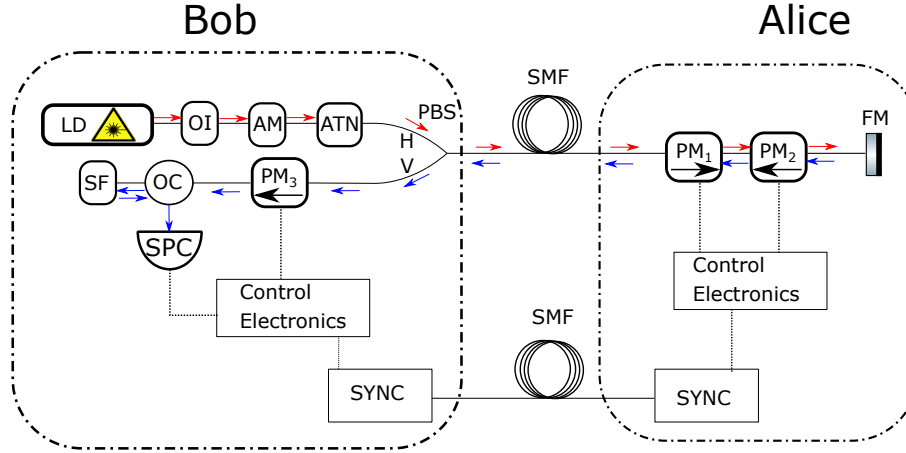 Bob
Alice
SMF
PBS
FM
LD
OI
AM
ATN
H
V
PM₁
PM₂
SF
OC
PM₃
SPC
Control
Electronics
Control
Electronics
SMF
SYNC
SYNC